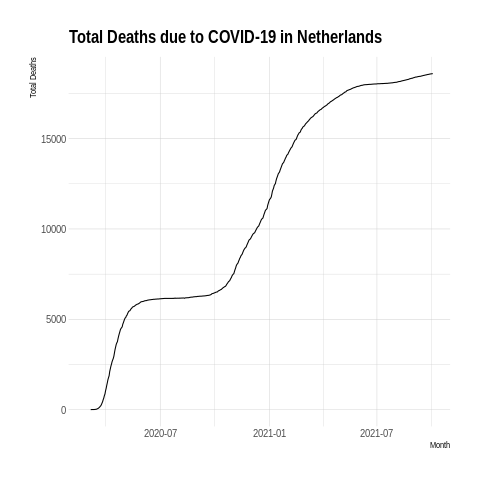 Total Deaths due to COVID-19 in Netherlands
Total Deaths
15000
10000
5000
0
2020-07 2021-01 2021-07
Month